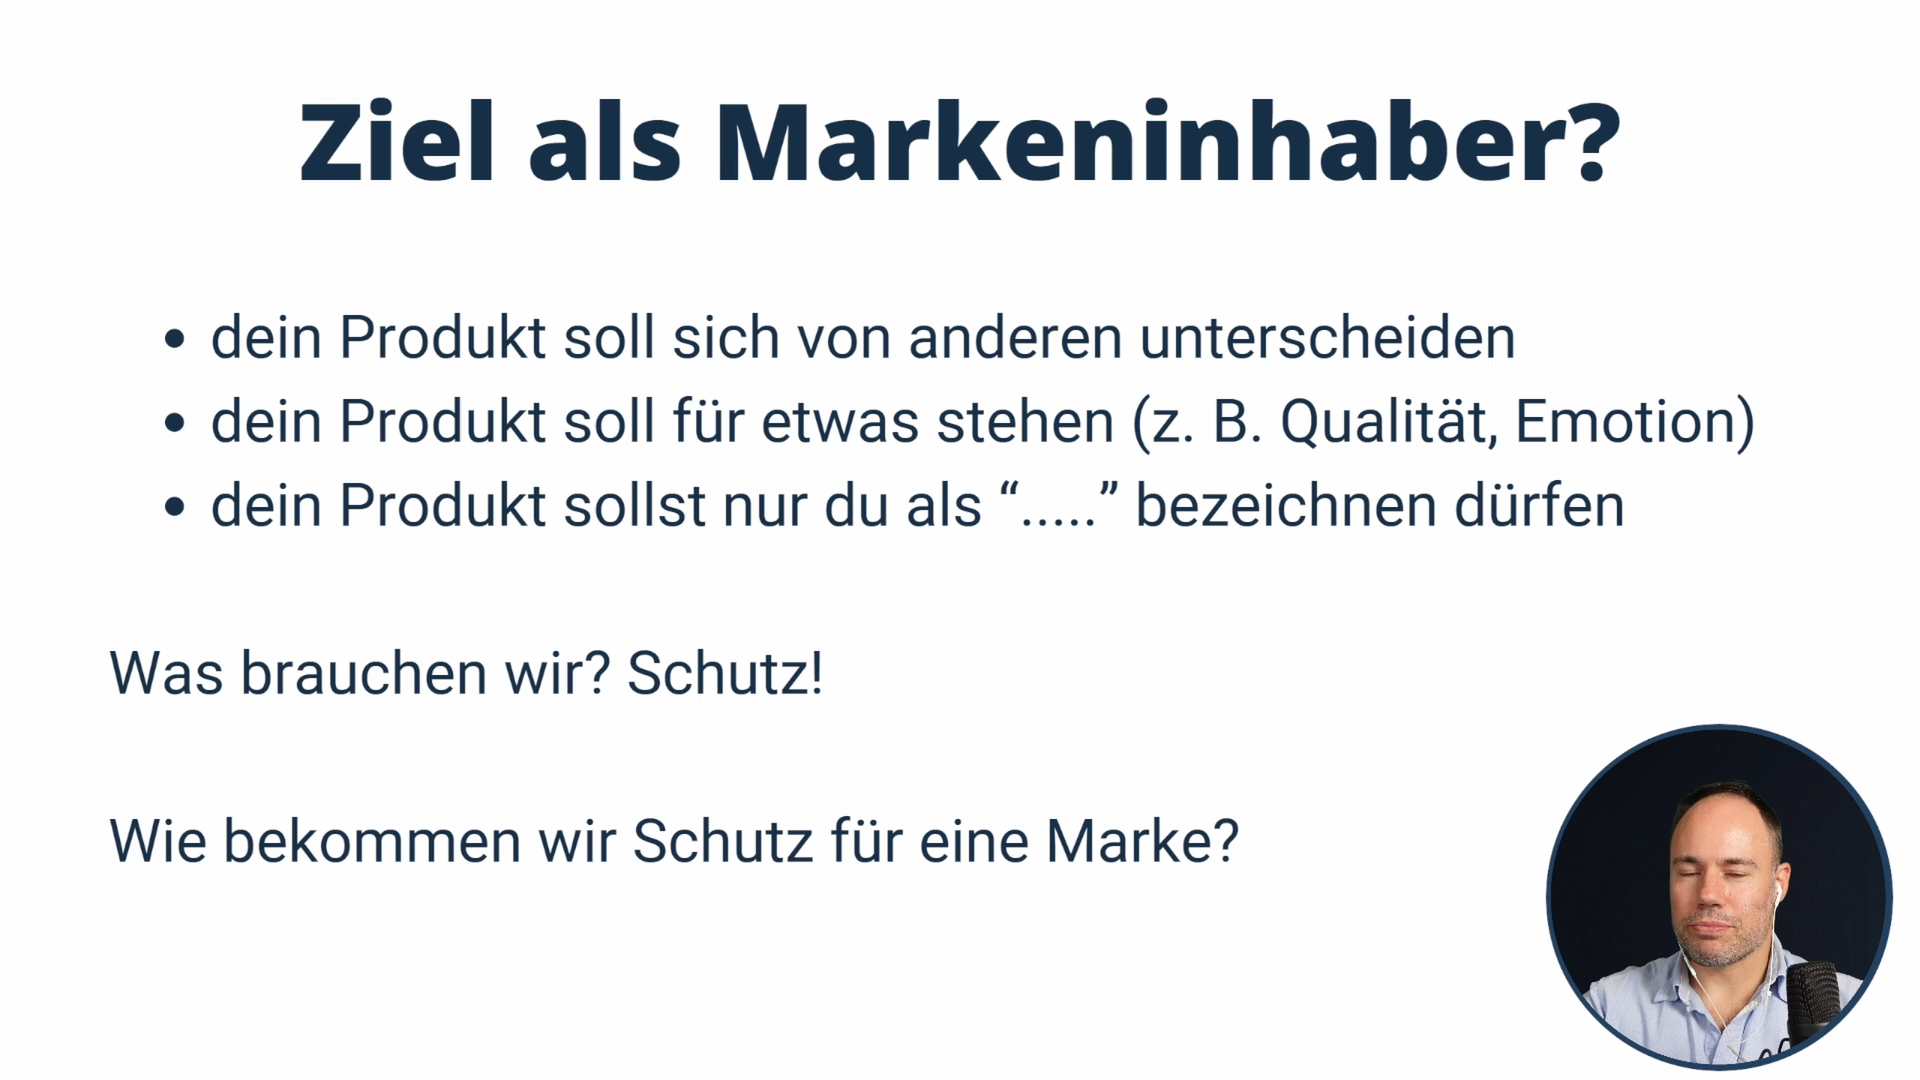 Ziel als Markeninhaber?
• dein Produkt soll sich von anderen unterscheiden
• dein Produkt soll für etwas stehen (z. B. Qualität, Emotion)
• dein Produkt sollst nur du als “.....” bezeichnen dürfen
Was brauchen wir? Schutz!
Wie bekommen wir Schutz für eine Marke?